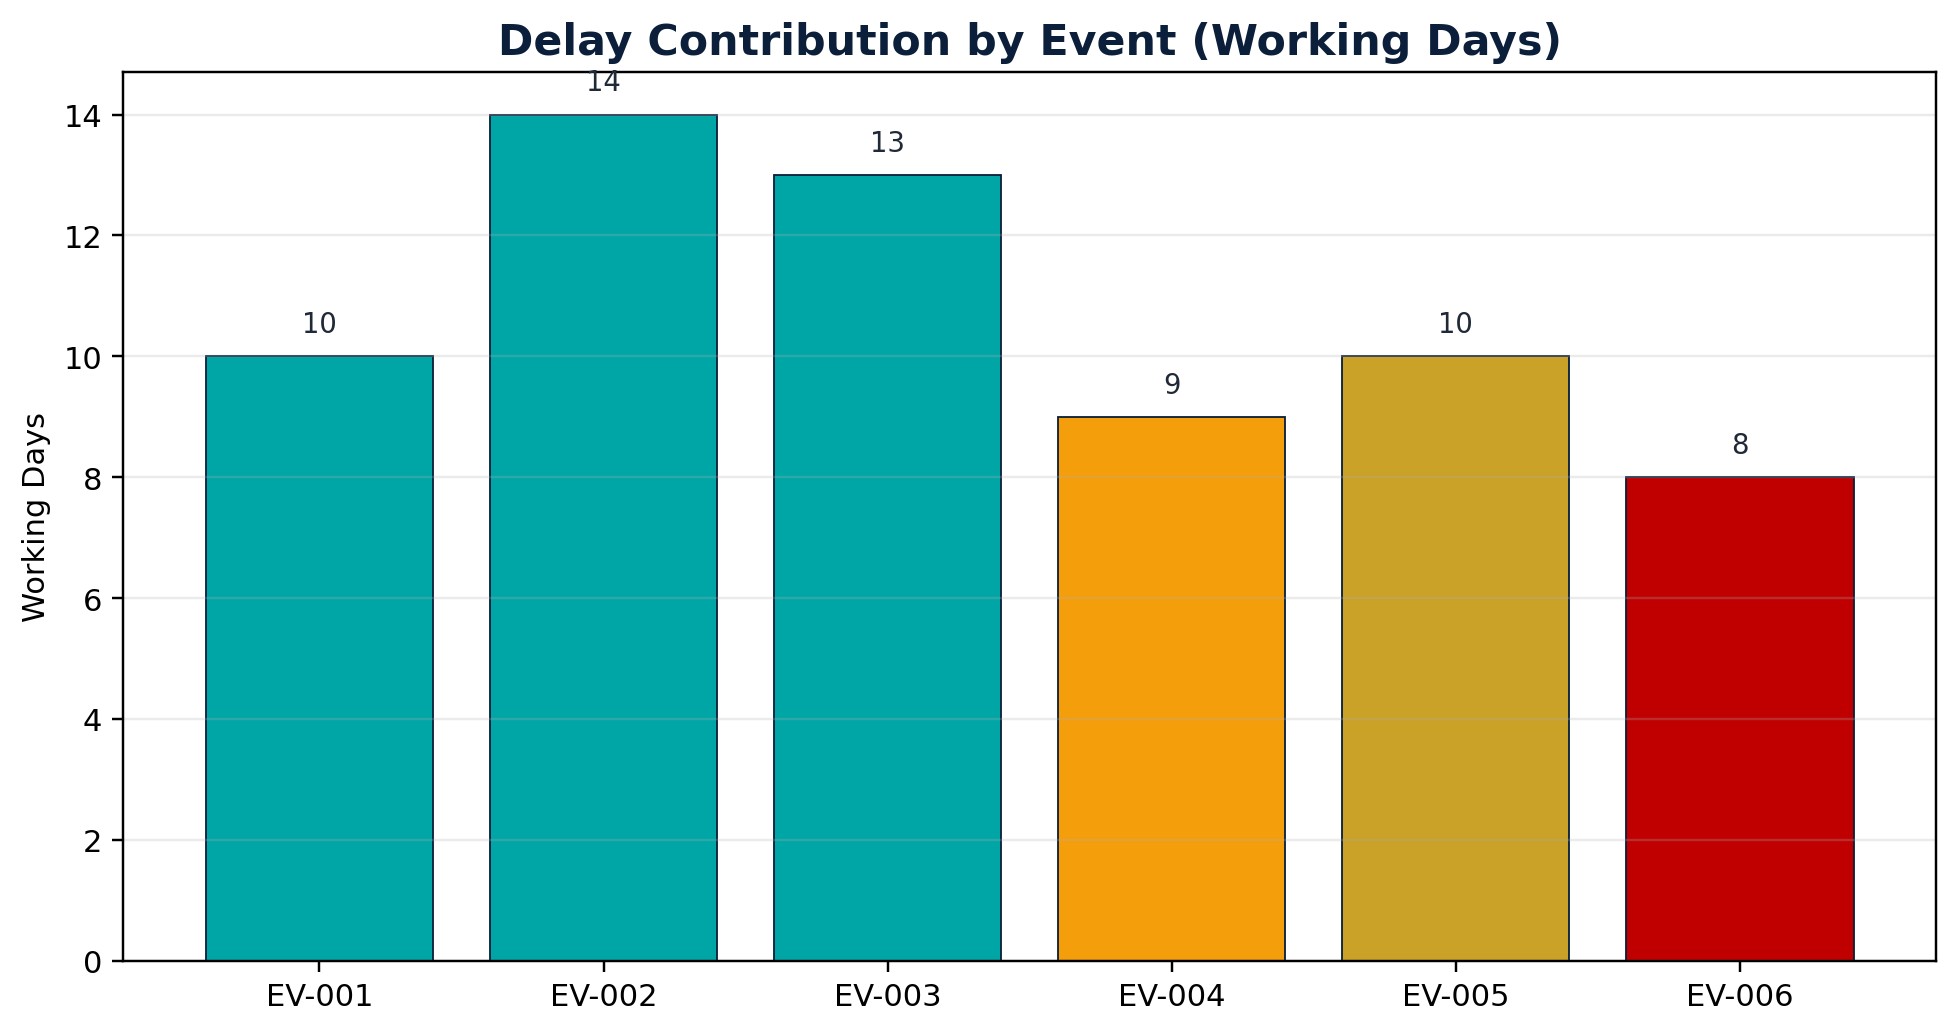 Delay Contribution by Event (Working Days)
14
13
10
10
9
8
14
12
10
8
6
4
2
0
Working Days
EV-001
EV-002
EV-003
EV-004
EV-005
EV-006